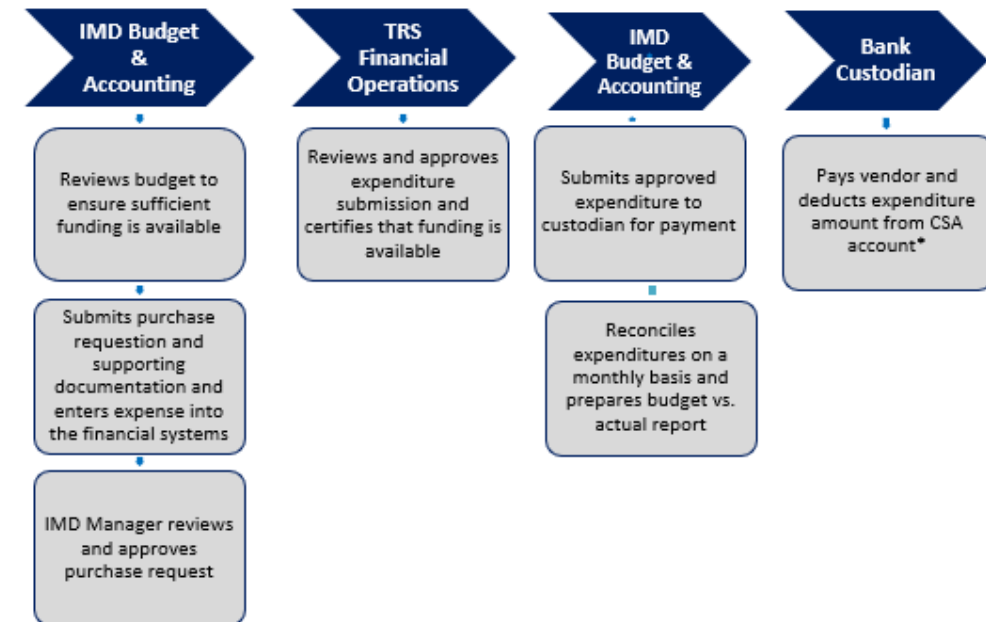 IMD Budget
&
Accounting
Reviews budget to
ensure sufficient
funding is available
Submits purchase
requestion and
supporting
documentation and
enters expense into
the financial systems
IMD Manager reviews
and approves
purchase request
TRS
Financial
Operations
Reviews and approves
expenditure
submission and
certifies that funding is
available
IMD
Budget &
Accounting
Submits approved
expenditure to
custodian for payment
Reconciles
expenditures on a
monthly basis and
prepares budget vs.
actual report
Bank
Custodian
Pays vendor and
deducts expenditure
amount from CSA
account*